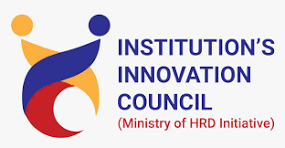 INSTITUTION'S
INNOVATION
COUNCIL
(Ministry of HRD Initiative)